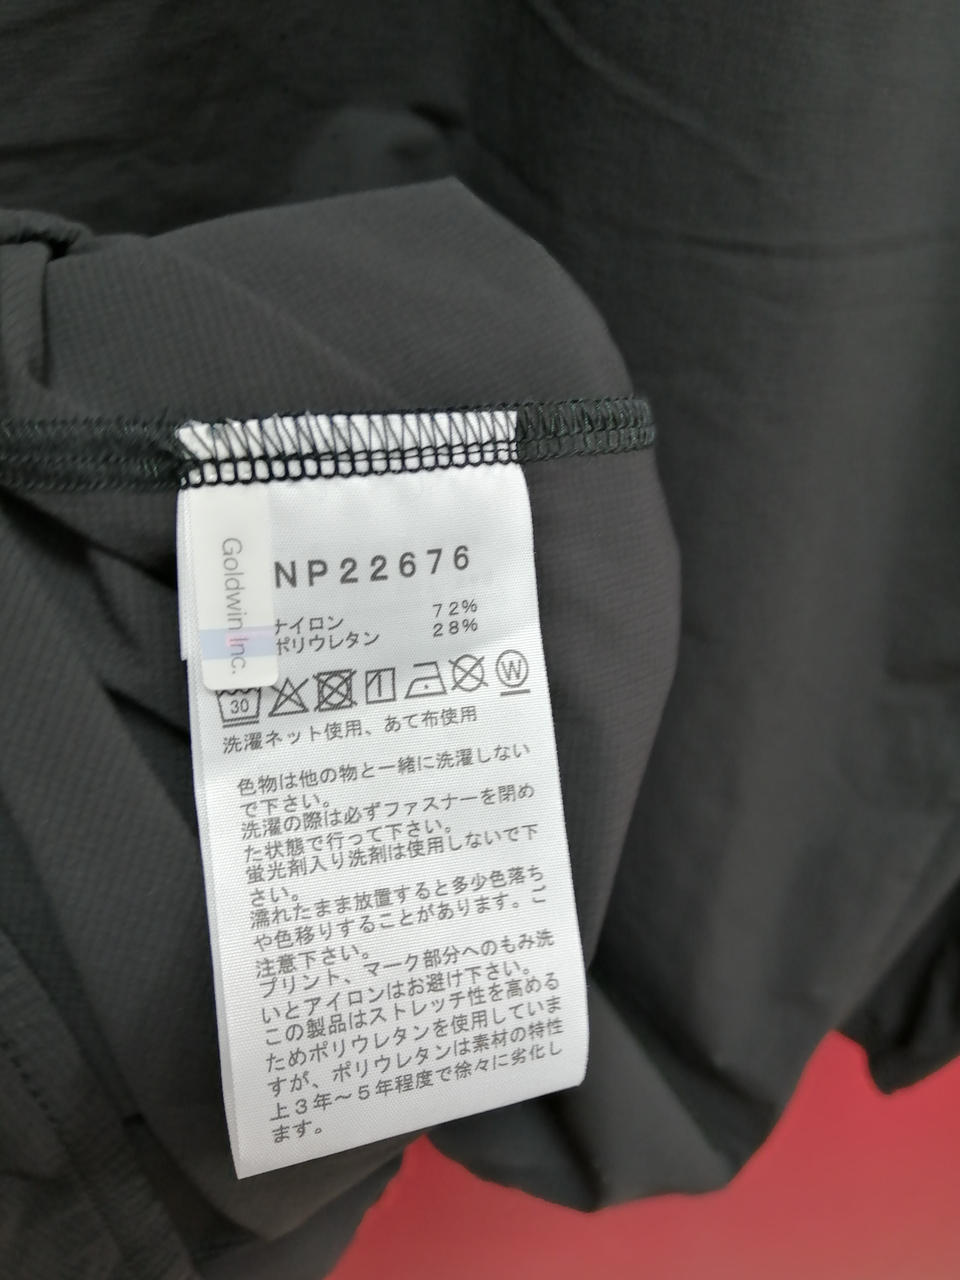 Goldwin Inc.
NP22676
ナイロン 72%
ポリウレタン 28%
30 W
洗濯ネット使用、あて布使用
色物は他の物と一緒に洗濯しない
で下さい。
洗濯の際は必ずファスナーを閉め
た状態で行って下さい。
蛍光剤入り洗剤は使用しないで下
さい。
濡れたまま放置すると多少色落ち
や色移りすることがあります。ご
注意下さい。
プリント、マーク部分へのもみ洗
いとアイロンはお避け下さい。
この製品はストレッチ性を高める
ためポリウレタンを使用していま
すが、ポリウレタンは素材の特性
上3年～5年程度で徐々に劣化し
ます。